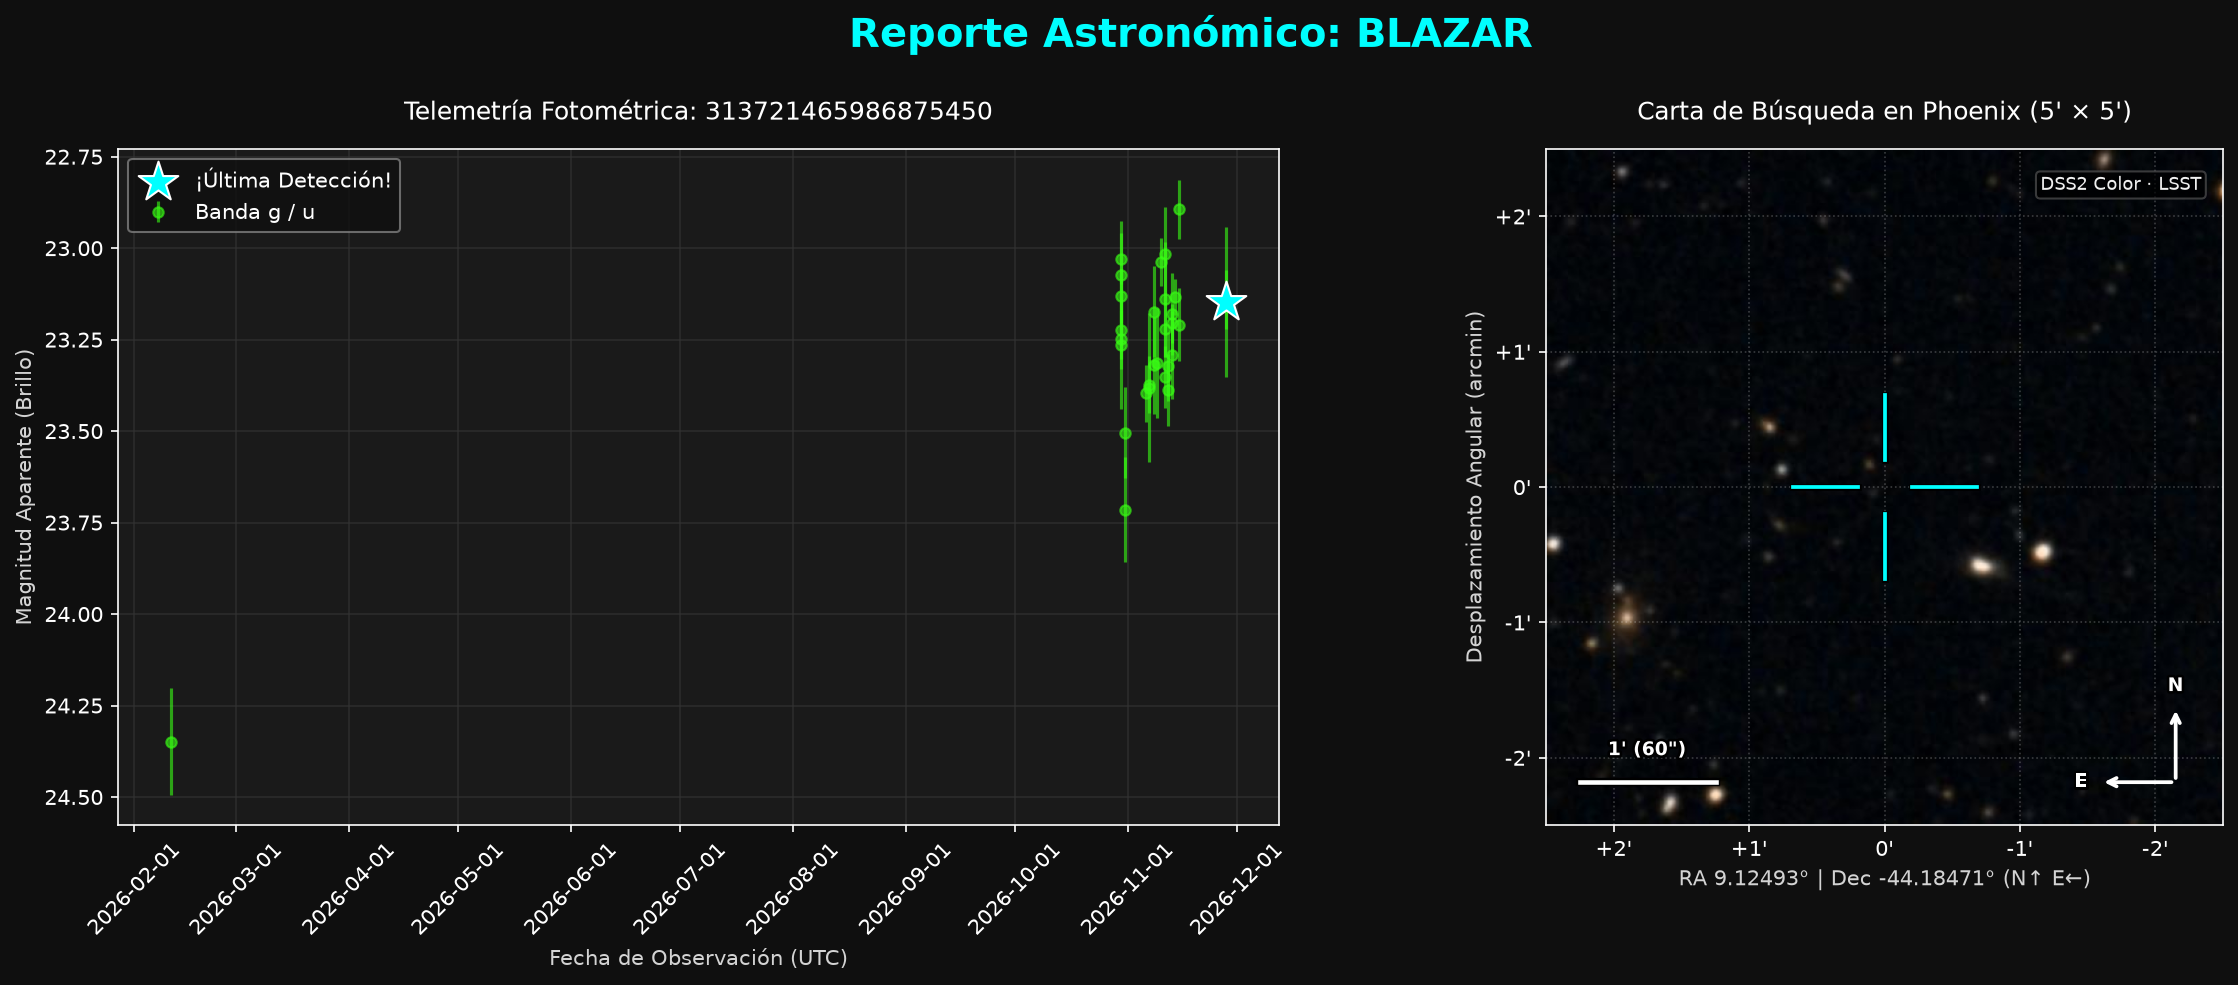 Reporte Astronómico: BLAZAR
Telemetría Fotométrica: 313721465986875450
¡Última Detección!
Banda g / u
Magnitud Aparente (Brillo)
22.75
23.00
23.25
23.50
23.75
24.00
24.25
24.50
2026-02-01
2026-03-01
2026-04-01
2026-05-01
2026-06-01
2026-07-01
2026-08-01
2026-09-01
2026-10-01
2026-11-01
2026-12-01
Fecha de Observación (UTC)
Carta de Búsqueda en Phoenix (5' × 5')
DSS2 Color · LSST
Desplazamiento Angular (arcmin)
+2'
+1'
0'
-1'
-2'
N
E
1' (60")
+2'
+1'
0'
-1'
-2'
RA 9.12493° | Dec -44.18471° (N↑ E←)